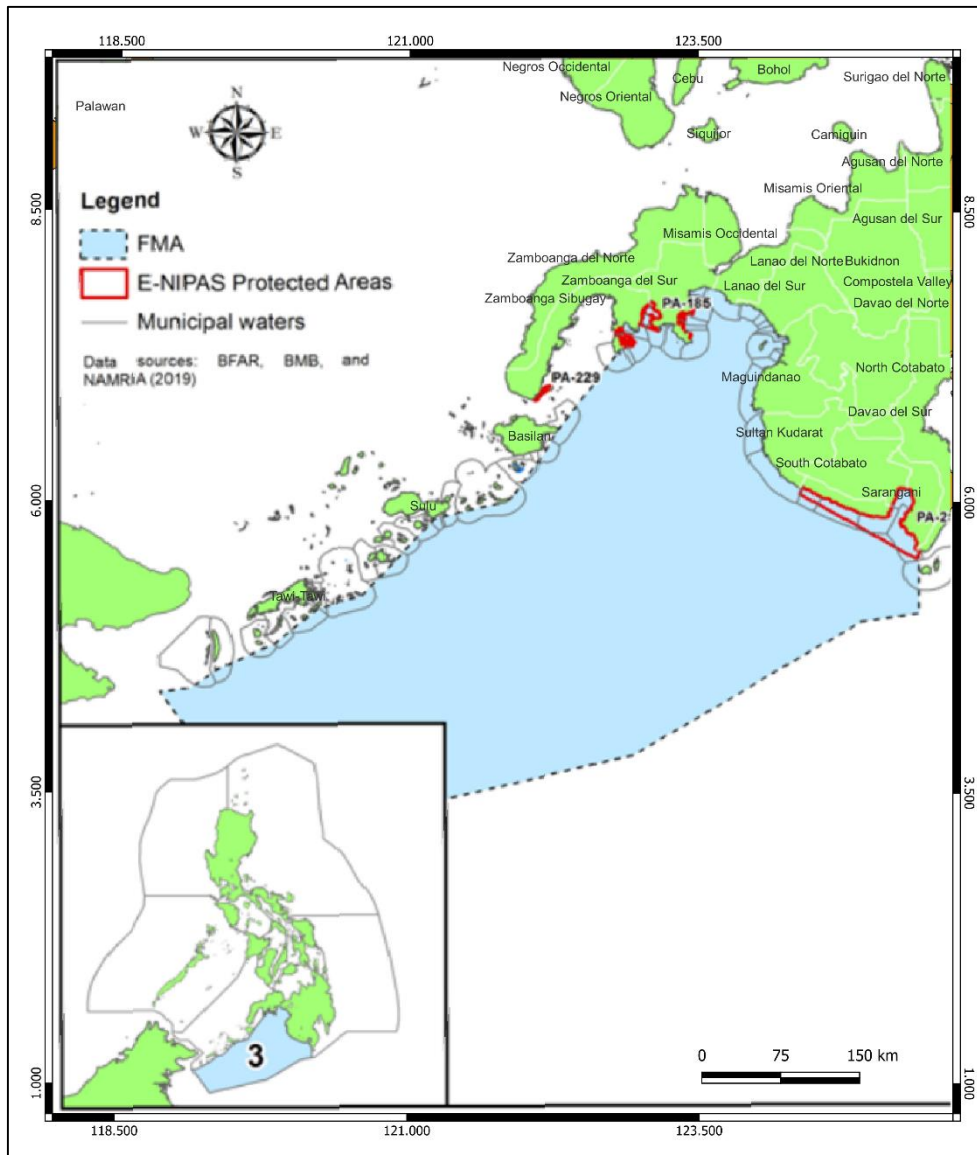 118.500
121.000
123.500
Negros Occidental
Cebu
Bohol
Surigao del Norte
Palawan
Negros Oriental
N
W
E
S
Siquijor
Camiguin
Agusan del Norte
Misamis Oriental
Legend
8.500
8.500
Agusan del Sur
FMA
Misamis Occidental
Zamboanga del Norte
Lanao del Norte
Bukidnon
E-NIPAS Protected Areas
Zamboanga del Sur
Lanao del Sur
Compostela Valley
Zamboanga Sibugay
PA-185
Davao del Norte
Municipal waters
Data sources: BFAR, BMB, and
NAMRIA (2019)
PA-229
Maguindanao
North Cotabato
Davao del Sur
Basilan
Sultan Kudarat
South Cotabato
Sarangani
6.000
Sulu
6.000
PA-2
Tawi-Tawi
3.500
3.500
3
0
75
150 km
1.000
1.000
118.500
121.000
123.500